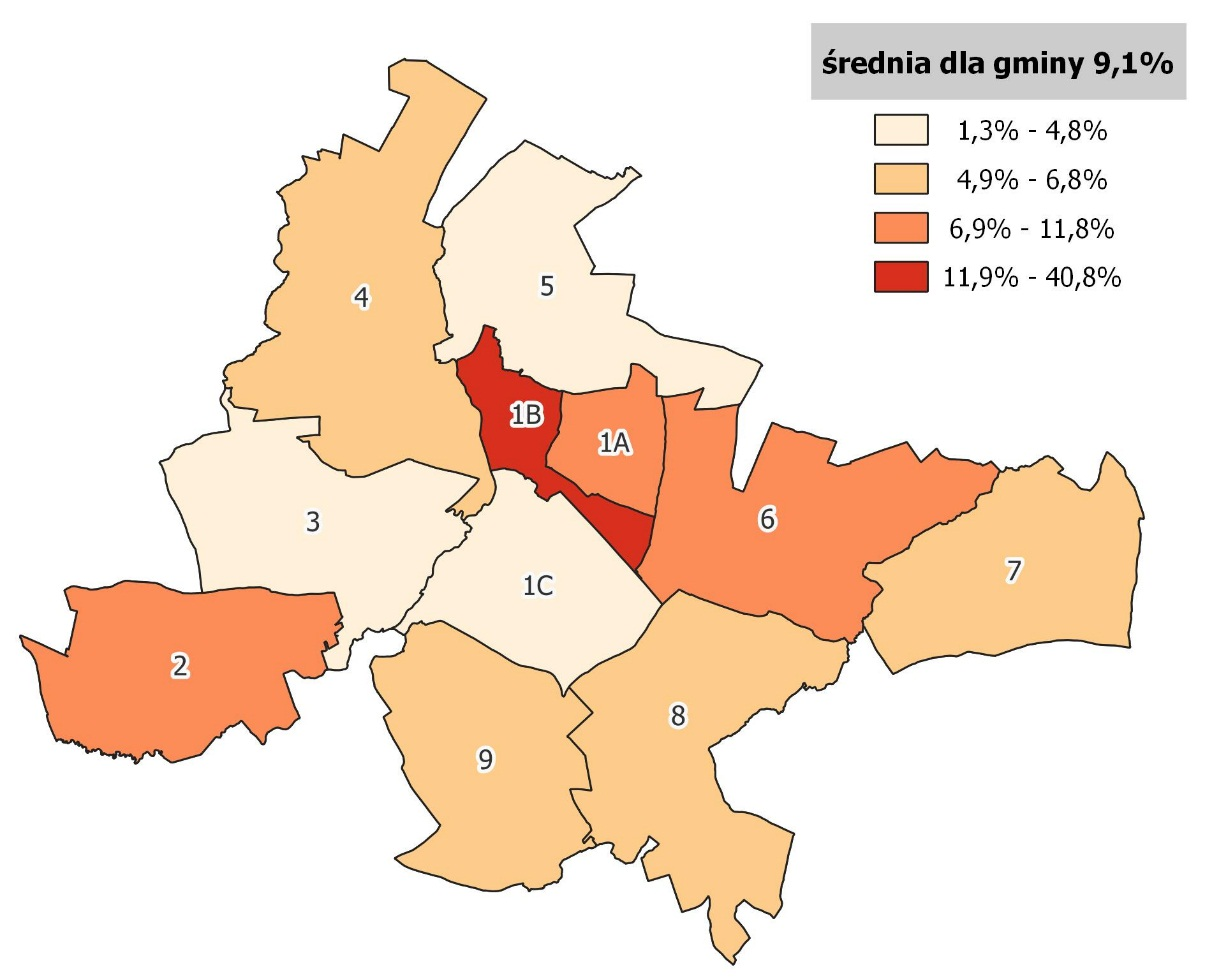 średnia dla gminy 9,1%
1,3% - 4,8%
4,9% - 6,8%
6,9% - 11,8%
11,9% - 40,8%
4
5
1B
1A
3
6
7
1C
2
8
9